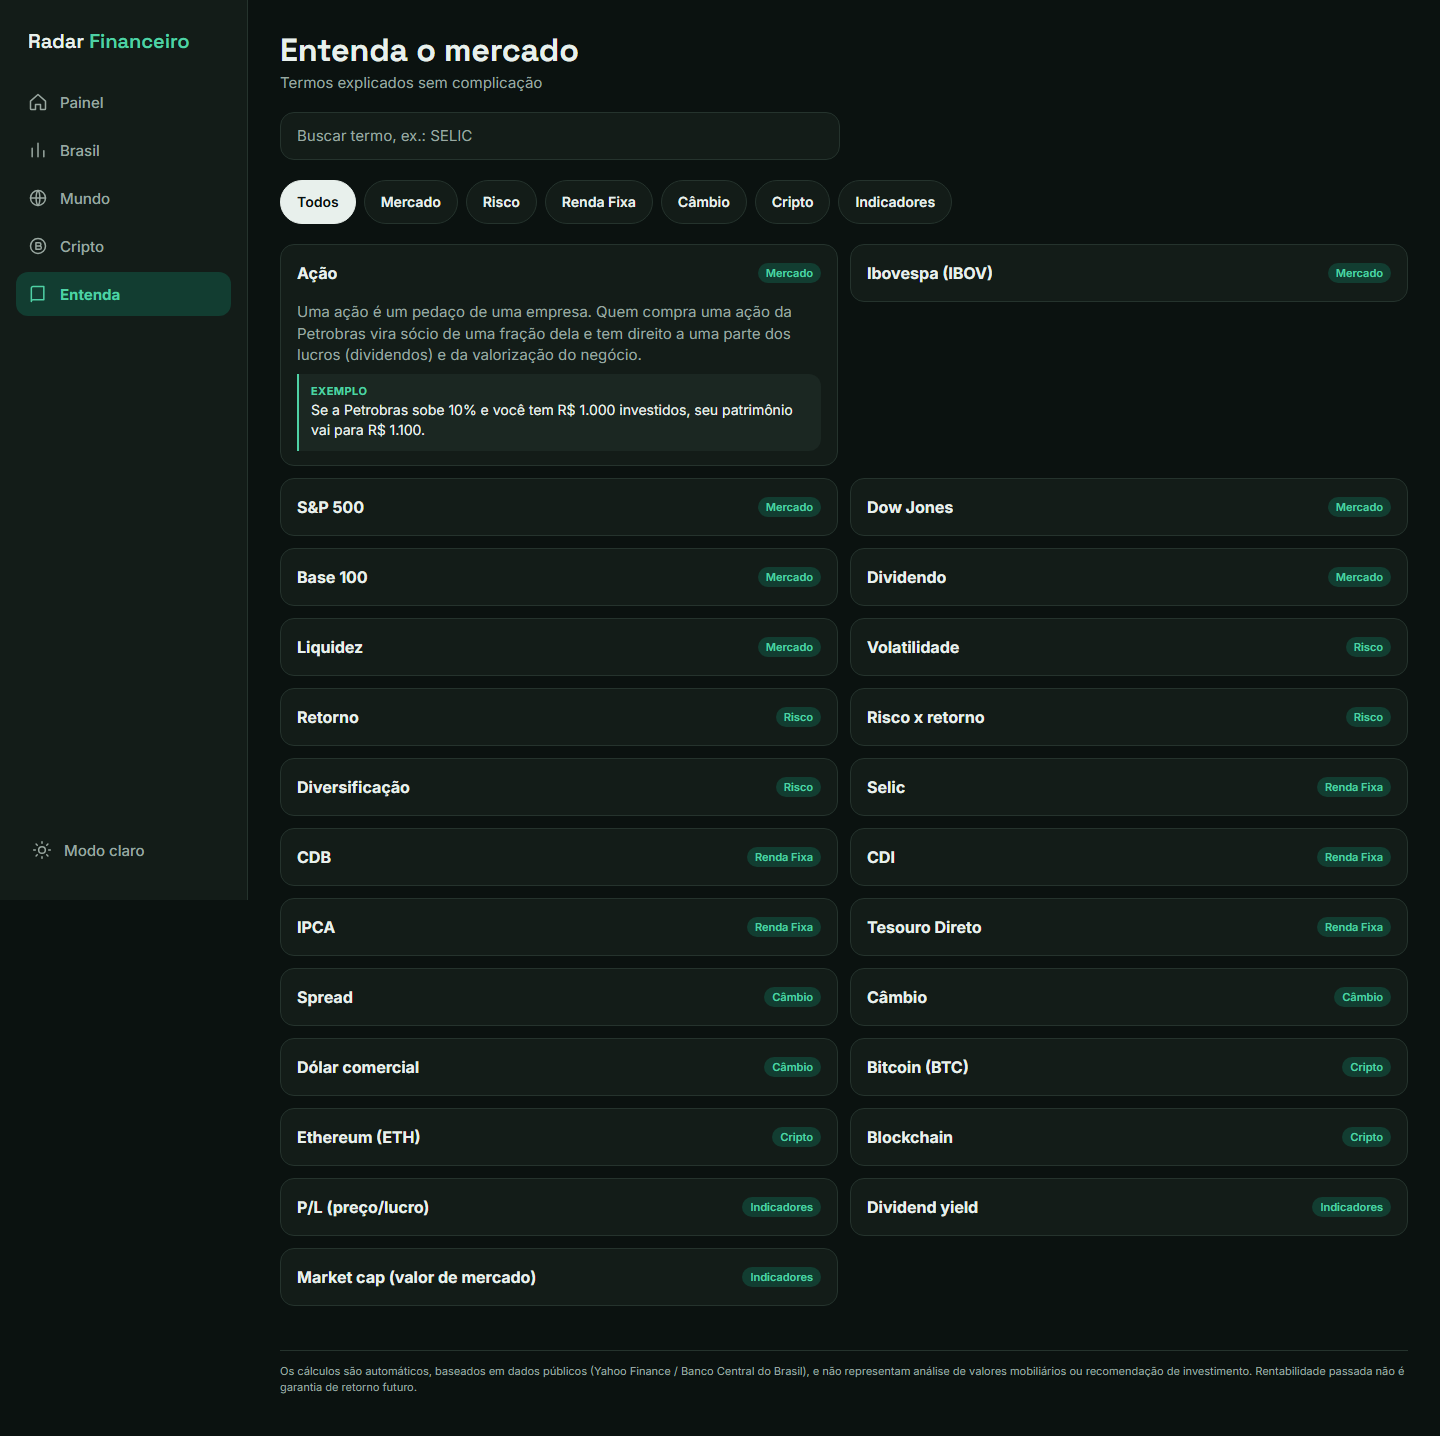 Radar Financeiro
Painel
Brasil
Mundo
Cripto
Entenda
Modo claro
Entenda o mercado
Termos explicados sem complicação
Buscar termo, ex.: SELIC
Todos Mercado Risco Renda Fixa Câmbio Cripto Indicadores
Ação Mercado
Uma ação é um pedaço de uma empresa. Quem compra uma ação da
Petrobras vira sócio de uma fração dela e tem direito a uma parte dos
lucros (dividendos) e da valorização do negócio.
EXEMPLO
Se a Petrobras sobe 10% e você tem R$ 1.000 investidos, seu patrimônio
vai para R$ 1.100.
Ibovespa (IBOV) Mercado
S&P 500 Mercado
Dow Jones Mercado
Base 100 Mercado
Dividendo Mercado
Liquidez Mercado
Volatilidade Risco
Retorno Risco
Risco x retorno Risco
Diversificação Risco
Selic Renda Fixa
CDB Renda Fixa
CDI Renda Fixa
IPCA Renda Fixa
Tesouro Direto Renda Fixa
Spread Câmbio
Câmbio Câmbio
Dólar comercial Câmbio
Bitcoin (BTC) Cripto
Ethereum (ETH) Cripto
Blockchain Cripto
P/L (preço/lucro) Indicadores
Dividend yield Indicadores
Market cap (valor de mercado) Indicadores
Os cálculos são automáticos, baseados em dados públicos (Yahoo Finance / Banco Central do Brasil), e não representam análise de valores mobiliários ou recomendação de investimento. Rentabilidade passada não é
garantia de retorno futuro.